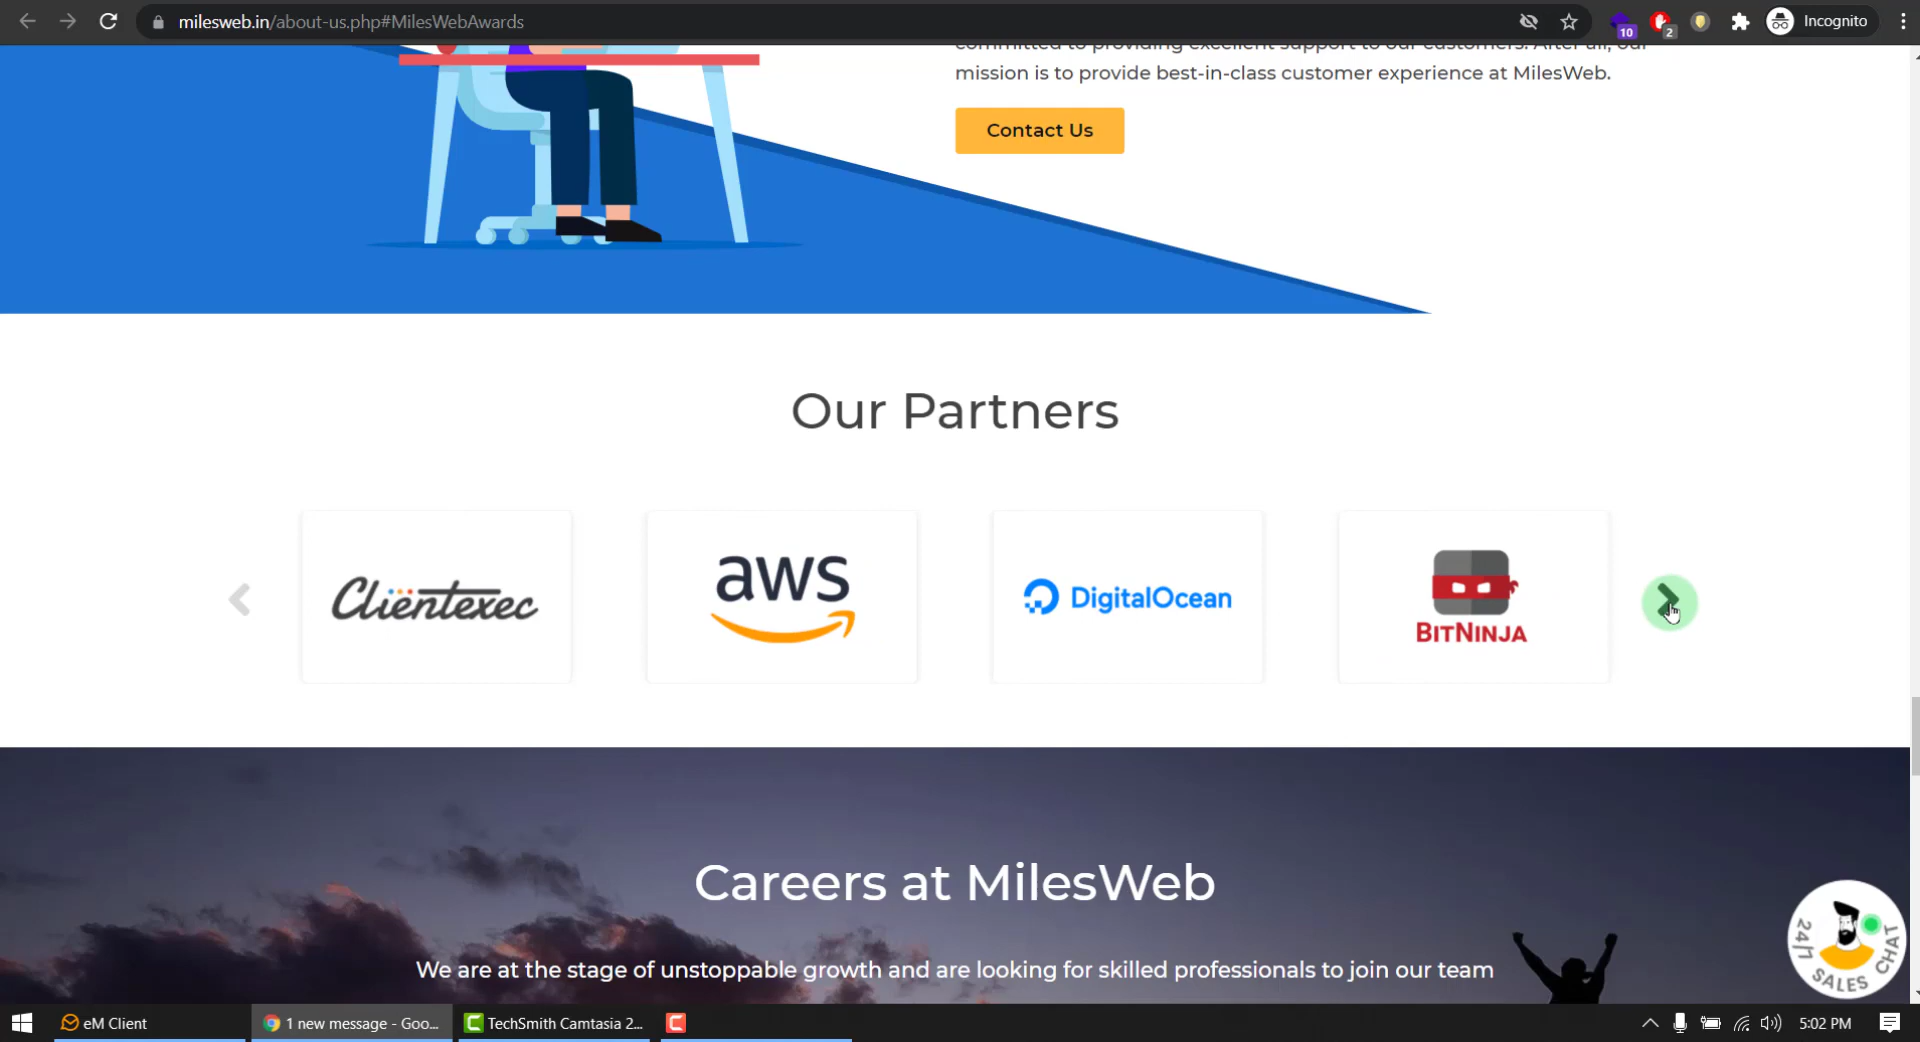 milesweb.in/about-us.php#MilesWebAwards
10
2
Incognito
committed to providing excellent support to our customers. After all, our
mission is to provide best-in-class customer experience at MilesWeb.
Contact Us
Our Partners
Clientexec
aws
DigitalOcean
BITNINJA
Careers at MilesWeb
We are at the stage of unstoppable growth and are looking for skilled professionals to join our team
24/7 SALES CHAT
eM Client
1 new message - Goo...
TechSmith Camtasia 2...
5:02 PM